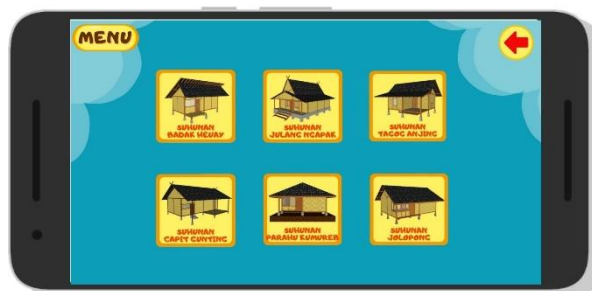 MENU
SUHUNAN
BADAK HEUAY
SUHUNAN
JULANG NGAPAK
SUHUNAN
TAGOG ANJING
SUHUNAN
CAPIT GUNTING
SUHUNAN
PARAHU KUMUREB
SUHUNAN
JOLOPONG